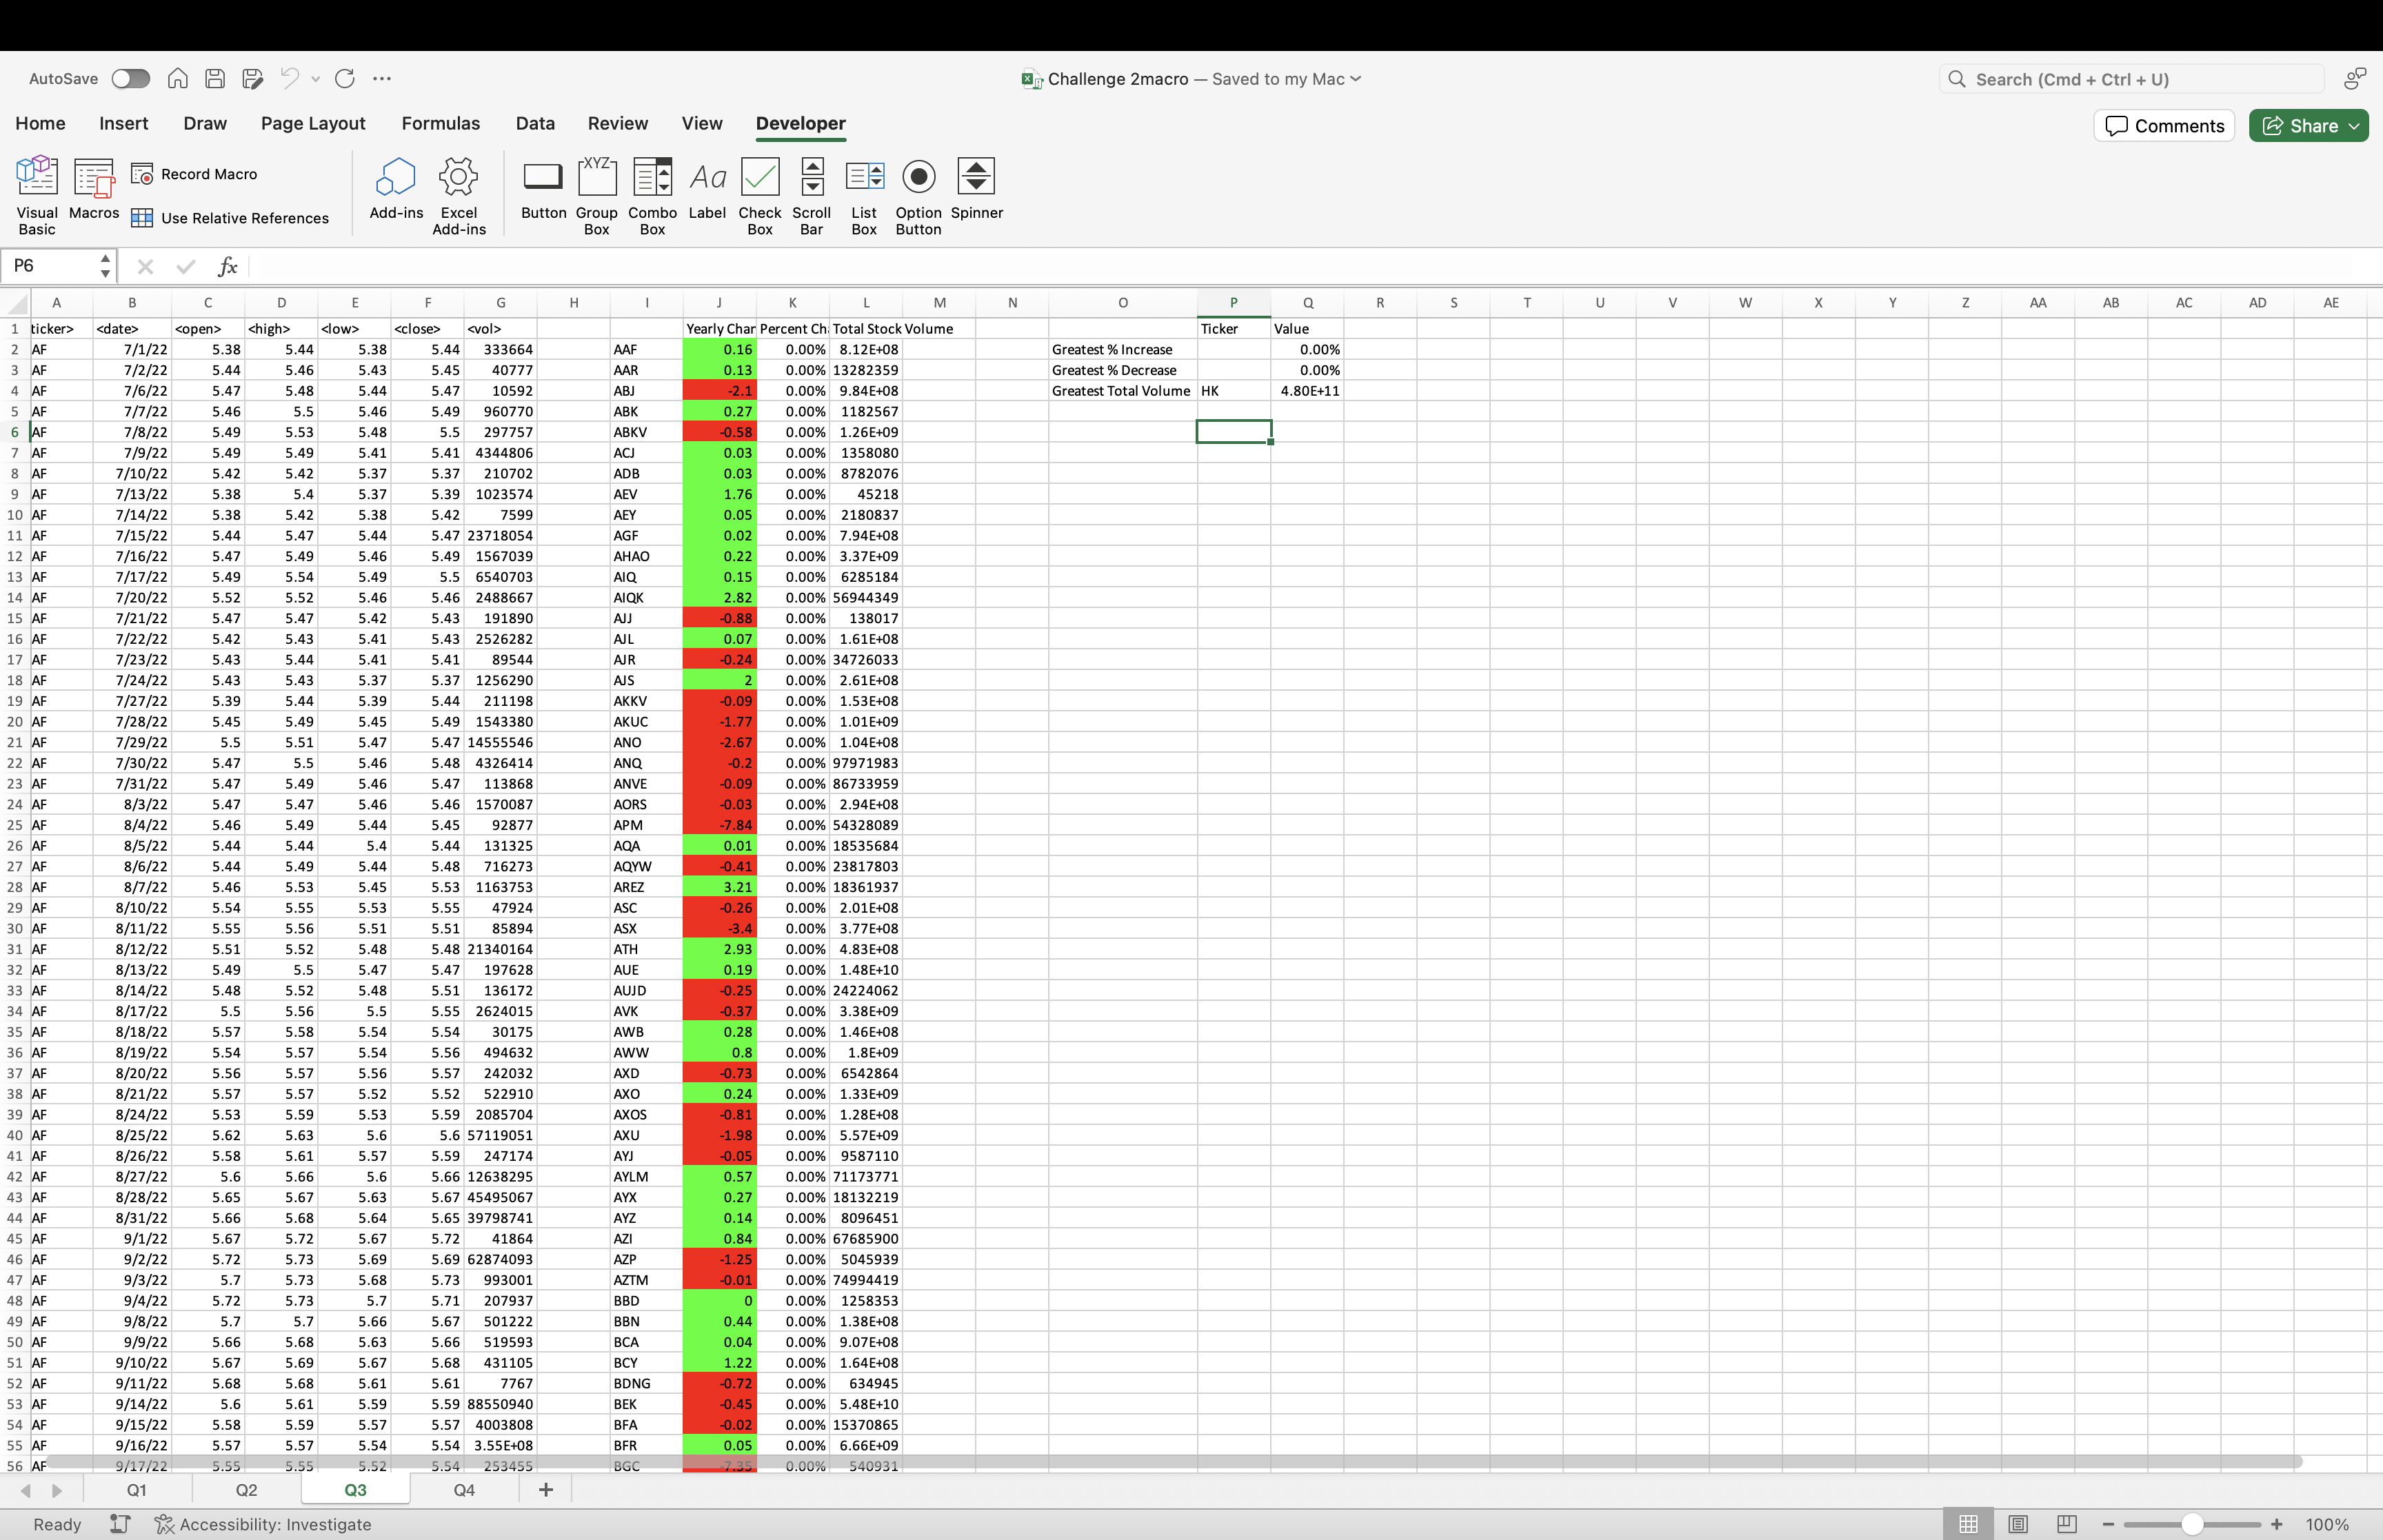 AutoSave
Challenge 2macro — Saved to my Mac
Search (Cmd + Ctrl + U)
Home Insert Draw Page Layout Formulas Data Review View Developer
Comments Share
Visual Basic Macros Record Macro Use Relative References Add-ins Excel Add-ins Button Group Box Combo Box Label Check Box Scroll Bar List Box Option Button Spinner
XYZ Aa
P6 fx
A B C D E F G H I J K L M N O P Q R S T U V W X Y Z AA AB AC AD AE
1 ticker> <date> <open> <high> <low> <close> <vol> Yearly Char Percent Ch Total Stock Volume Ticker Value
2 AF 7/1/22 5.38 5.44 5.38 5.44 333664 AAF 0.16 0.00% 8.12E+08 Greatest % Increase 0.00%
3 AF 7/2/22 5.44 5.46 5.43 5.45 40777 AAR 0.13 0.00% 13282359 Greatest % Decrease 0.00%
4 AF 7/6/22 5.47 5.48 5.44 5.47 10592 ABJ -2.1 0.00% 9.84E+08 Greatest Total Volume HK 4.80E+11
5 AF 7/7/22 5.46 5.5 5.46 5.49 960770 ABK 0.27 0.00% 1182567
6 AF 7/8/22 5.49 5.53 5.48 5.5 297757 ABKV -0.58 0.00% 1.26E+09
7 AF 7/9/22 5.49 5.49 5.41 5.41 4344806 ACJ 0.03 0.00% 1358080
8 AF 7/10/22 5.42 5.42 5.37 5.37 210702 ADB 0.03 0.00% 8782076
9 AF 7/13/22 5.38 5.4 5.37 5.39 1023574 AEV 1.76 0.00% 45218
10 AF 7/14/22 5.38 5.42 5.38 5.42 7599 AEY 0.05 0.00% 2180837
11 AF 7/15/22 5.44 5.47 5.44 5.47 23718054 AGF 0.02 0.00% 7.94E+08
12 AF 7/16/22 5.47 5.49 5.46 5.49 1567039 AHAO 0.22 0.00% 3.37E+09
13 AF 7/17/22 5.49 5.54 5.49 5.5 6540703 AIQ 0.15 0.00% 6285184
14 AF 7/20/22 5.52 5.52 5.46 5.46 2488667 AIQK 2.82 0.00% 56944349
15 AF 7/21/22 5.47 5.47 5.42 5.43 191890 AJJ -0.88 0.00% 138017
16 AF 7/22/22 5.42 5.43 5.41 5.43 2526282 AJL 0.07 0.00% 1.61E+08
17 AF 7/23/22 5.43 5.44 5.41 5.41 89544 AJR -0.24 0.00% 34726033
18 AF 7/24/22 5.43 5.43 5.37 5.37 1256290 AJS 2 0.00% 2.61E+08
19 AF 7/27/22 5.39 5.44 5.39 5.44 211198 AKKV -0.09 0.00% 1.53E+08
20 AF 7/28/22 5.45 5.49 5.45 5.49 1543380 AKUC -1.77 0.00% 1.01E+09
21 AF 7/29/22 5.5 5.51 5.47 5.47 14555546 ANO -2.67 0.00% 1.04E+08
22 AF 7/30/22 5.47 5.5 5.46 5.48 4326414 ANQ -0.2 0.00% 97971983
23 AF 7/31/22 5.47 5.49 5.46 5.47 113868 ANVE -0.09 0.00% 86733959
24 AF 8/3/22 5.47 5.47 5.46 5.46 1570087 AORS -0.03 0.00% 2.94E+08
25 AF 8/4/22 5.46 5.49 5.44 5.45 92877 APM -7.84 0.00% 54328089
26 AF 8/5/22 5.44 5.44 5.4 5.44 131325 AQA 0.01 0.00% 18535684
27 AF 8/6/22 5.44 5.49 5.44 5.48 716273 AQYW -0.41 0.00% 23817803
28 AF 8/7/22 5.46 5.53 5.45 5.53 1163753 AREZ 3.21 0.00% 18361937
29 AF 8/10/22 5.54 5.55 5.53 5.55 47924 ASC -0.26 0.00% 2.01E+08
30 AF 8/11/22 5.55 5.56 5.51 5.51 85894 ASX -3.4 0.00% 3.77E+08
31 AF 8/12/22 5.51 5.52 5.48 5.48 21340164 ATH 2.93 0.00% 4.83E+08
32 AF 8/13/22 5.49 5.5 5.47 5.47 197628 AUE 0.19 0.00% 1.48E+10
33 AF 8/14/22 5.48 5.52 5.48 5.51 136172 AUJD -0.25 0.00% 24224062
34 AF 8/17/22 5.5 5.56 5.5 5.55 2624015 AVK -0.37 0.00% 3.38E+09
35 AF 8/18/22 5.57 5.58 5.54 5.54 30175 AWB 0.28 0.00% 1.46E+08
36 AF 8/19/22 5.54 5.57 5.54 5.56 494632 AWW 0.8 0.00% 1.8E+09
37 AF 8/20/22 5.56 5.57 5.56 5.57 242032 AXD -0.73 0.00% 6542864
38 AF 8/21/22 5.57 5.57 5.52 5.52 522910 AXO 0.24 0.00% 1.33E+09
39 AF 8/24/22 5.53 5.59 5.53 5.59 2085704 AXOS -0.81 0.00% 1.28E+08
40 AF 8/25/22 5.62 5.63 5.6 5.6 57119051 AXU -1.98 0.00% 5.57E+09
41 AF 8/26/22 5.58 5.61 5.57 5.59 247174 AYJ -0.05 0.00% 9587110
42 AF 8/27/22 5.6 5.66 5.6 5.66 12638295 AYLM 0.57 0.00% 71173771
43 AF 8/28/22 5.65 5.67 5.63 5.67 45495067 AYX 0.27 0.00% 18132219
44 AF 8/31/22 5.66 5.68 5.64 5.65 39798741 AYZ 0.14 0.00% 8096451
45 AF 9/1/22 5.67 5.72 5.67 5.72 41864 AZI 0.84 0.00% 67685900
46 AF 9/2/22 5.72 5.73 5.69 5.69 62874093 AZP -1.25 0.00% 5045939
47 AF 9/3/22 5.7 5.73 5.68 5.73 993001 AZTM -0.01 0.00% 74994419
48 AF 9/4/22 5.72 5.73 5.7 5.71 207937 BBD 0 0.00% 1258353
49 AF 9/8/22 5.7 5.7 5.66 5.67 501222 BBN 0.44 0.00% 1.38E+08
50 AF 9/9/22 5.66 5.68 5.63 5.66 519593 BCA 0.04 0.00% 9.07E+08
51 AF 9/10/22 5.67 5.69 5.67 5.68 431105 BCY 1.22 0.00% 1.64E+08
52 AF 9/11/22 5.68 5.68 5.61 5.61 7767 BDNG -0.72 0.00% 634945
53 AF 9/14/22 5.6 5.61 5.59 5.59 88550940 BEK -0.45 0.00% 5.48E+10
54 AF 9/15/22 5.58 5.59 5.57 5.57 4003808 BFA -0.02 0.00% 15370865
55 AF 9/16/22 5.57 5.57 5.54 5.54 3.55E+08 BFR 0.05 0.00% 6.66E+09
56 AF 9/17/22 5.55 5.55 5.52 5.54 253455 BGC -7.35 0.00% 540931
Q1 Q2 Q3 Q4 +
Ready Accessibility: Investigate 100%